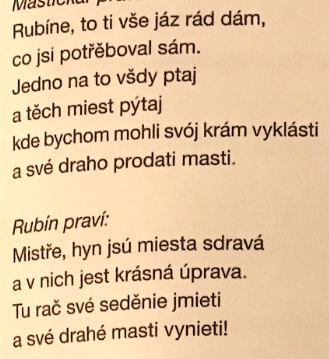 Mastičkář
Rubíne, to ti vše jáz rád dám,
co jsi potřěboval sám.
Jedno na to všdy ptaj
a těch miest pýtaj
kde bychom mohli svój krám vyklásti
a své draho prodati masti.
Rubín praví:
Mistře, hyn jsú miesta sdravá
a v nich jest krásná úprava.
Tu rač své seděnie jmieti
a své drahé masti vynieti!